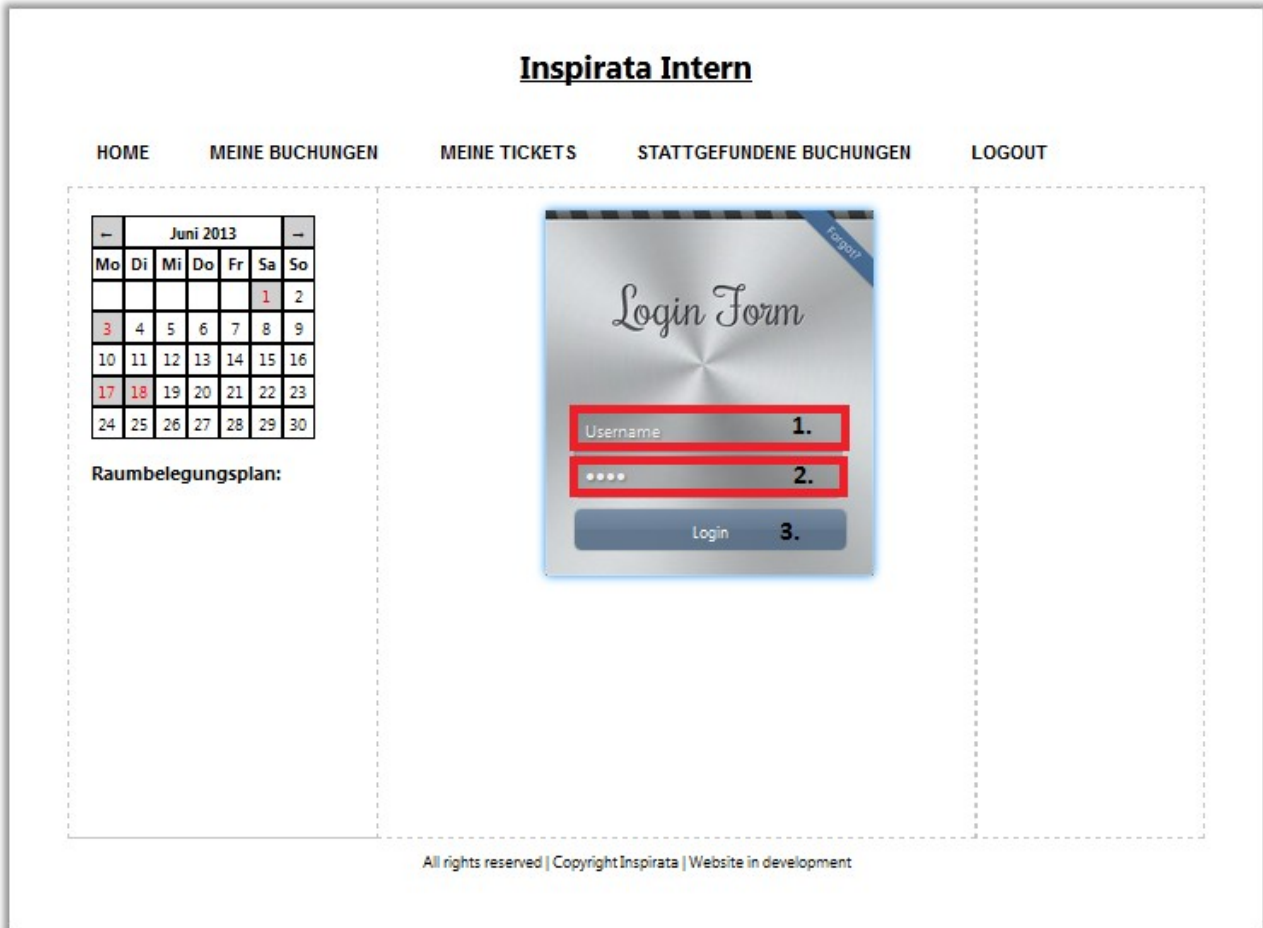 Inspirata Intern
HOME MEINE BUCHUNGEN MEINE TICKETS STATTGEFUNDENE BUCHUNGEN LOGOUT
← Juni 2013 →
Mo Di Mi Do Fr Sa So
1 2
3 4 5 6 7 8 9
10 11 12 13 14 15 16
17 18 19 20 21 22 23
24 25 26 27 28 29 30
Raumbelegungsplan:
Forgot?
Login Form
Username 1.
•••• 2.
Login 3.
All rights reserved | Copyright Inspirata | Website in development